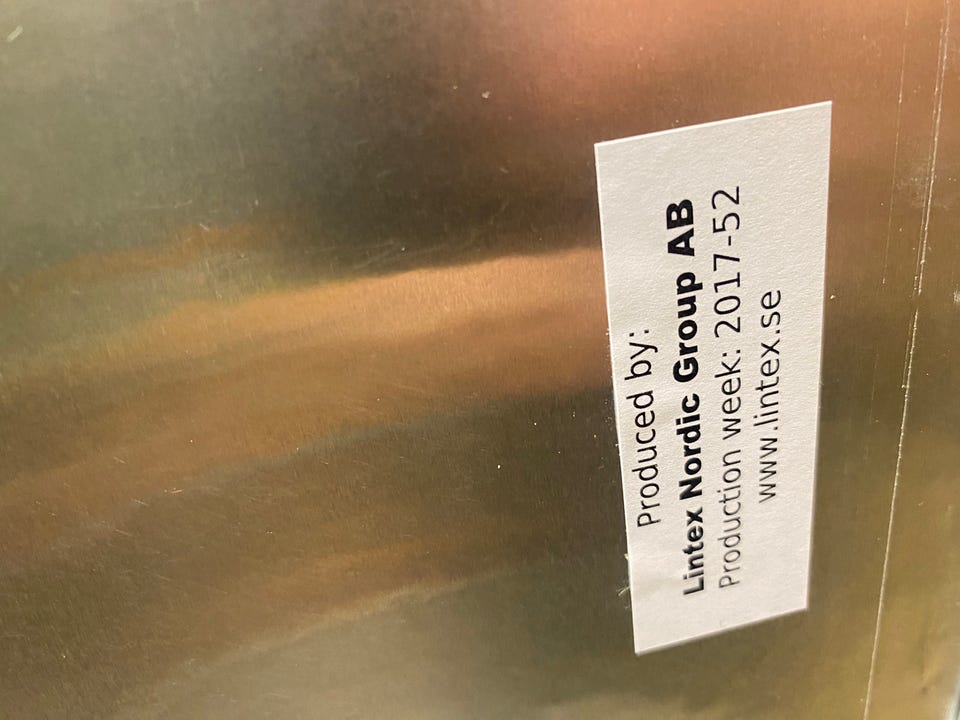 Produced by:
Lintex Nordic Group AB
Production week: 2017-52
www.lintex.se